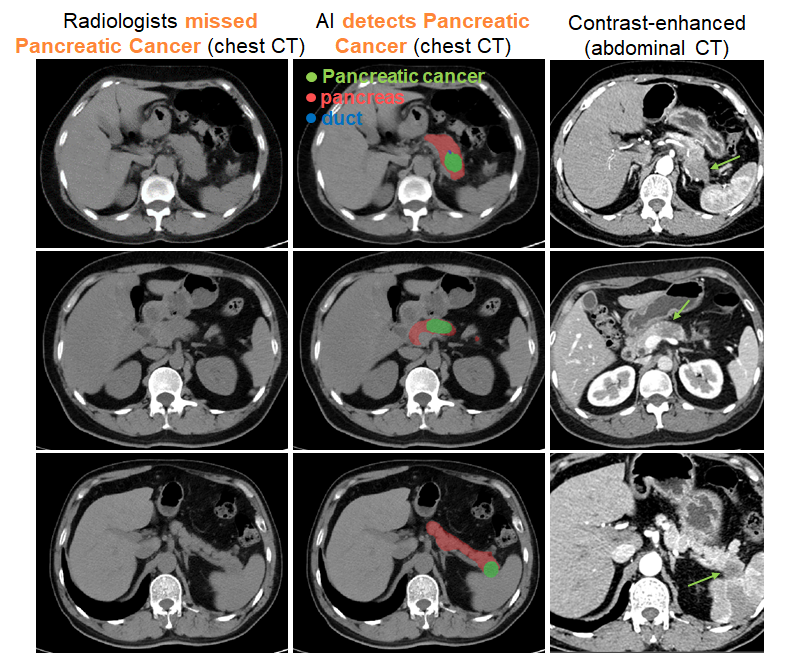 Radiologists missed
Pancreatic Cancer (chest CT)
AI detects Pancreatic
Cancer (chest CT)
Contrast-enhanced
(abdominal CT)
Pancreatic cancer
pancreas
duct